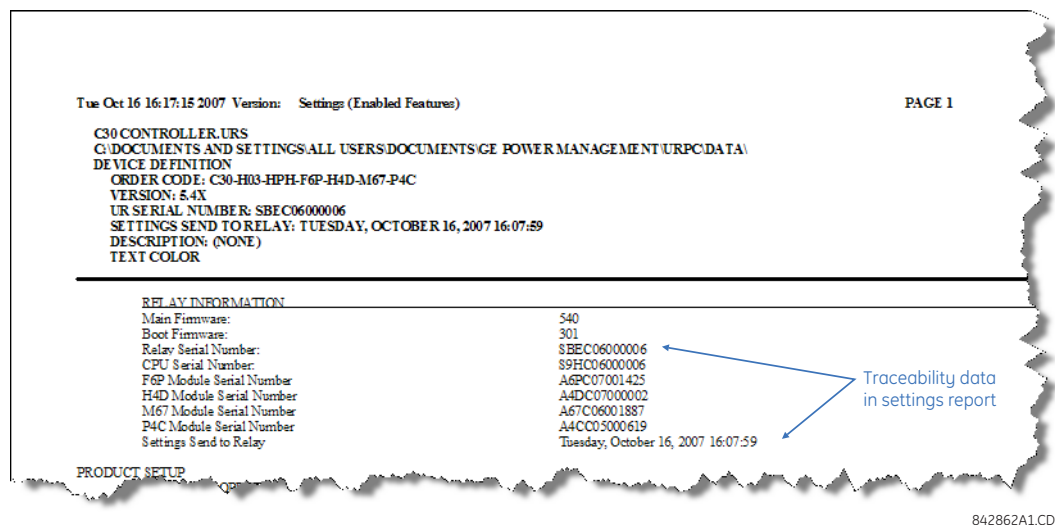 Tue Oct 16 16:17:15 2007 Version: Settings (Enabled Features) PAGE 1
C30 CONTROLLER.URS
C:\DOCUMENTS AND SETTINGS\ALL USERS\DOCUMENTS\GE POWER MANAGEMENT\URPC\DATA\
DEVICE DEFINITION
ORDER CODE: C30-H03-HPH-F6P-H4D-M67-P4C
VERSION: 5.4X
UR SERIAL NUMBER: SBEC06000006
SETTINGS SEND TO RELAY: TUESDAY, OCTOBER 16, 2007 16:07:59
DESCRIPTION: (NONE)
TEXT COLOR
RELAY INFORMATION
Main Firmware: 540
Boot Firmware: 301
Relay Serial Number: SBEC06000006
CPU Serial Number: S9HC06000006
F6P Module Serial Number A6PC07001425
H4D Module Serial Number A4DC07000002
M67 Module Serial Number A67C06001887
P4C Module Serial Number A4CC05000619
Settings Send to Relay Tuesday, October 16, 2007 16:07:59
Traceability data
in settings report
PRODUCT SETUP
842862A1.CD